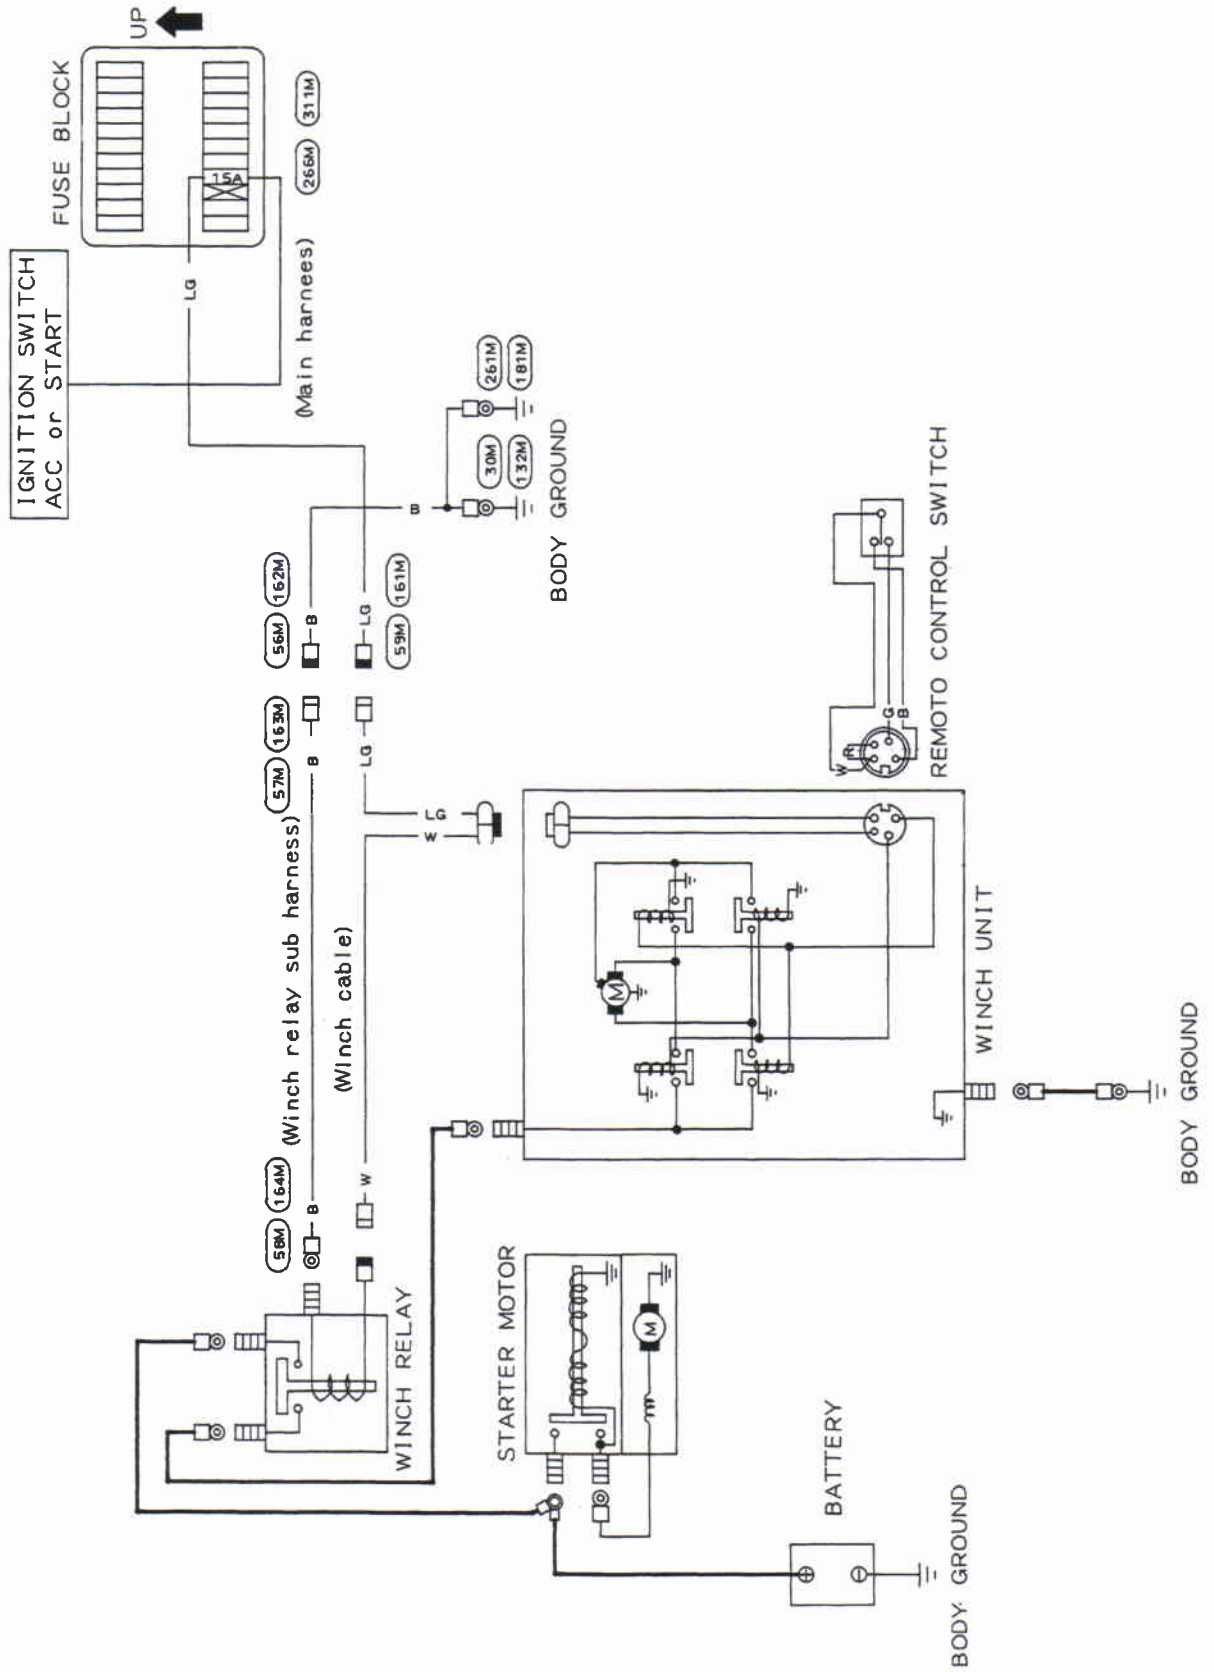 IGNITION SWITCH
ACC or START
FUSE BLOCK
UP
15A
LG
266M
311M
(Main harnees)
B
30M
261M
132M
181M
BODY GROUND
56M
162M
B
LG
59M
161M
57M
163M
B
LG
(Winch relay sub harness)
(Winch cable)
LG
W
58M
164M
B
W
WINCH RELAY
STARTER MOTOR
M
BATTERY
BODY GROUND
M
WINCH UNIT
BODY GROUND
W
R
G
B
REMOTO CONTROL SWITCH